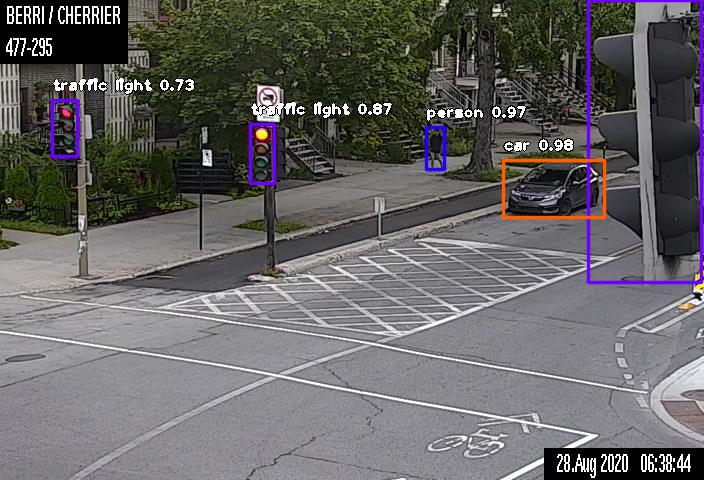 BERRI / CHERRIER
477-295
traffic light 0.73
traffic light 0.87
person 0.97
car 0.98
28.Aug 2020 06:38:44